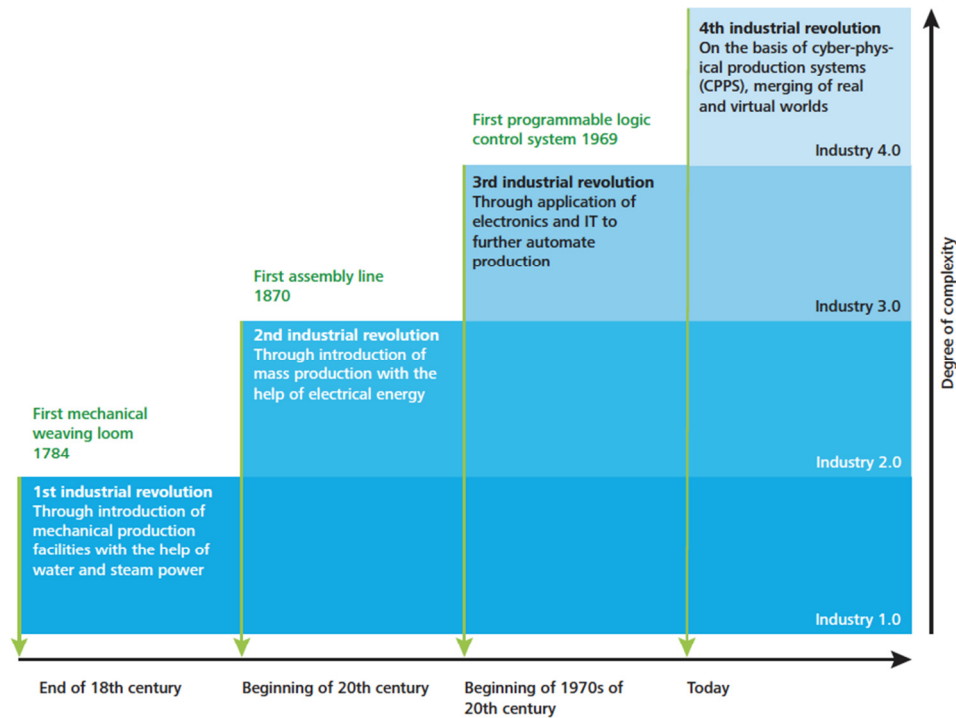 4th industrial revolution
On the basis of cyber-phys-
ical production systems
(CPPS), merging of real
and virtual worlds
Industry 4.0
First programmable logic
control system 1969
3rd industrial revolution
Through application of
electronics and IT to
further automate
production
Industry 3.0
First assembly line
1870
2nd industrial revolution
Through introduction of
mass production with the
help of electrical energy
Industry 2.0
First mechanical
weaving loom
1784
1st industrial revolution
Through introduction of
mechanical production
facilities with the help of
water and steam power
Industry 1.0
Degree of complexity
End of 18th century
Beginning of 20th century
Beginning of 1970s of
20th century
Today